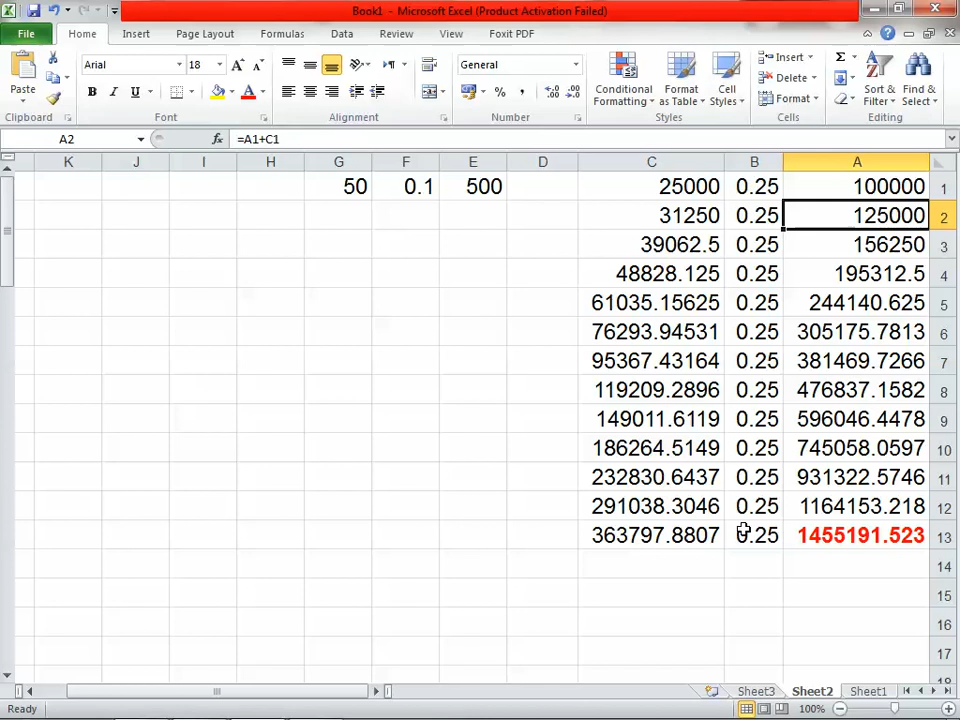 Book1 - Microsoft Excel (Product Activation Failed)
File Home Insert Page Layout Formulas Data Review View Foxit PDF
Paste
Arial 18
B I U
General
Conditional Formatting
Format as Table
Cell Styles
Insert
Delete
Format
Sort & Filter
Find & Select
Clipboard Font Alignment Number Styles Cells Editing
A2 fx =A1+C1
K J I H G F E D C B A
50 0.1 500 25000 0.25 100000 1
31250 0.25 125000 2
39062.5 0.25 156250 3
48828.125 0.25 195312.5 4
61035.15625 0.25 244140.625 5
76293.94531 0.25 305175.7813 6
95367.43164 0.25 381469.7266 7
119209.2896 0.25 476837.1582 8
149011.6119 0.25 596046.4478 9
186264.5149 0.25 745058.0597 10
232830.6437 0.25 931322.5746 11
291038.3046 0.25 1164153.218 12
363797.8807 0.25 1455191.523 13
14
15
16
17
18
Sheet3 Sheet2 Sheet1
Ready 100%